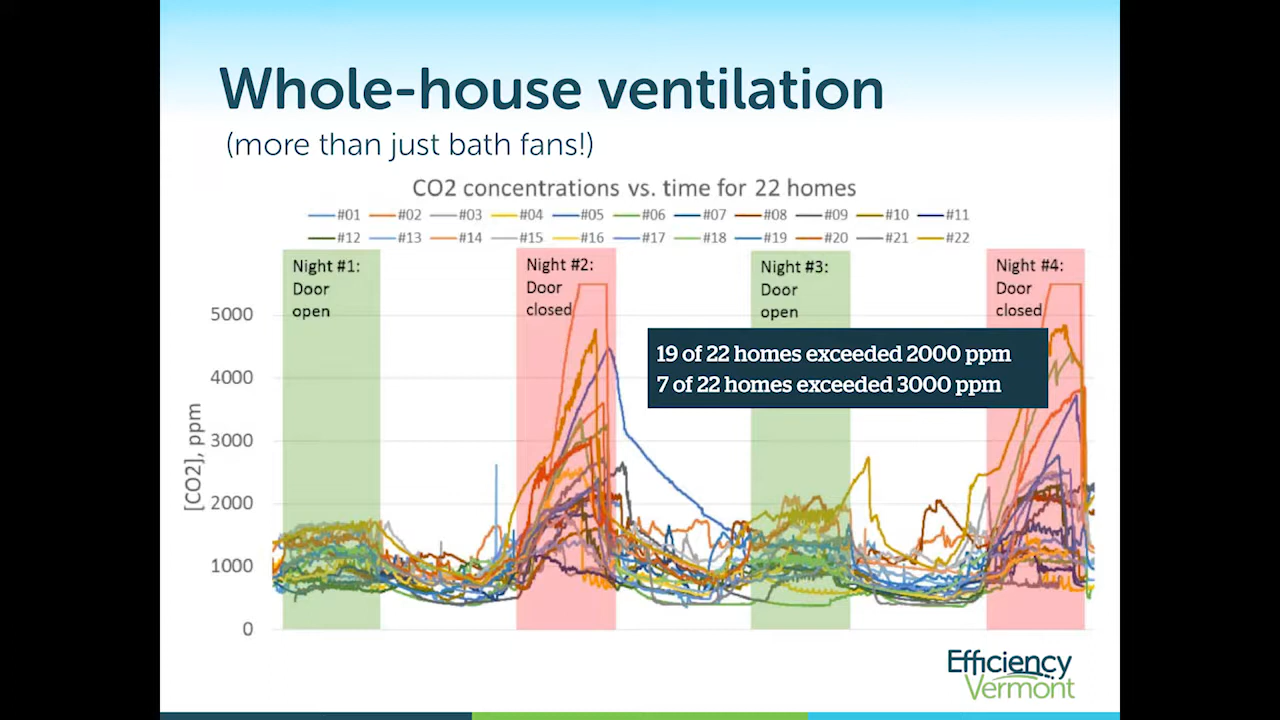 Whole-house ventilation
(more than just bath fans!)
CO2 concentrations vs. time for 22 homes
#01 #02 #03 #04 #05 #06 #07 #08 #09 #10 #11
#12 #13 #14 #15 #16 #17 #18 #19 #20 #21 #22
Night #1:
Door
open
Night #2:
Door
closed
Night #3:
Door
open
Night #4:
Door
closed
19 of 22 homes exceeded 2000 ppm
7 of 22 homes exceeded 3000 ppm
[CO2], ppm
5000
4000
3000
2000
1000
0
Efficiency
Vermont